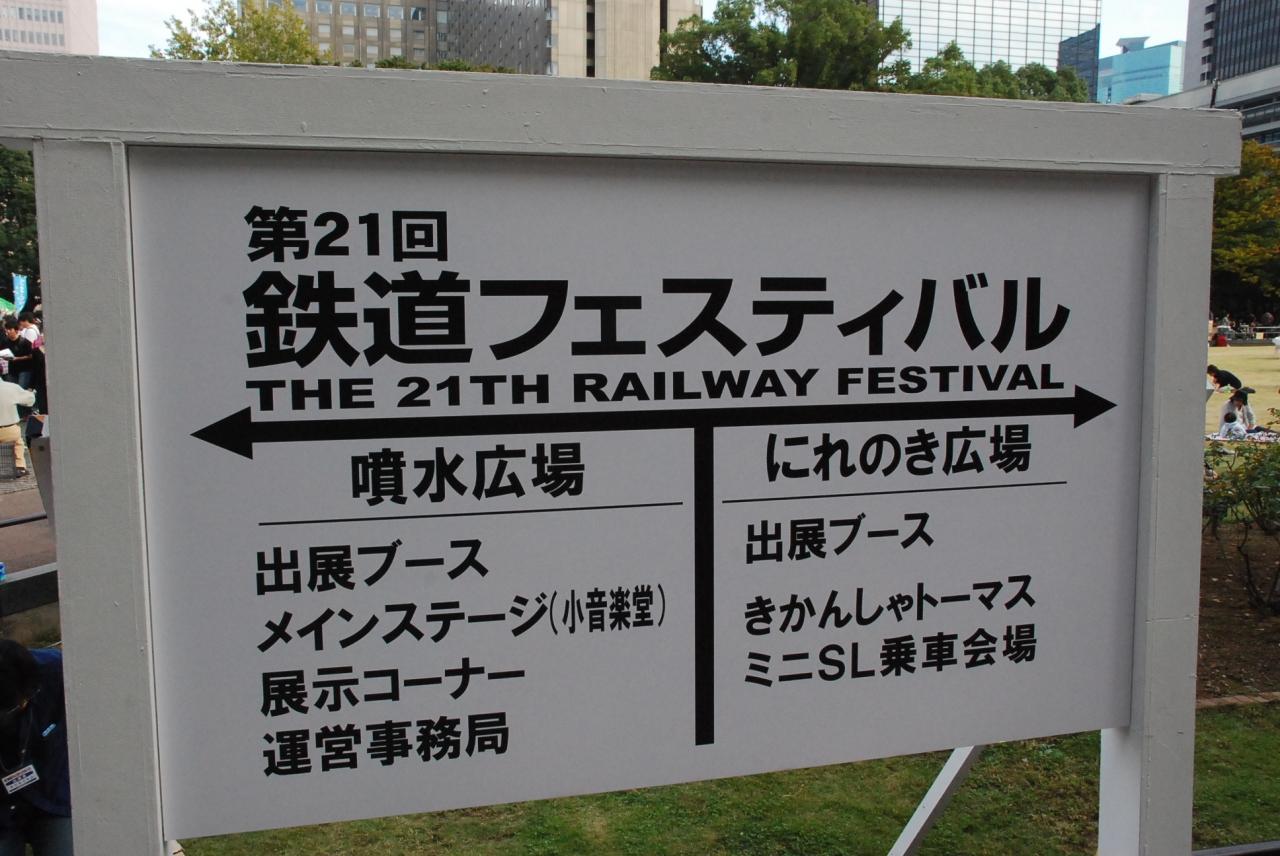 第21回
鉄道フェスティバル
THE 21TH RAILWAY FESTIVAL
噴水広場
出展ブース
メインステージ(小音楽堂)
展示コーナー
運営事務局
にれのき広場
出展ブース
きかんしゃトーマス
ミニSL乗車会場